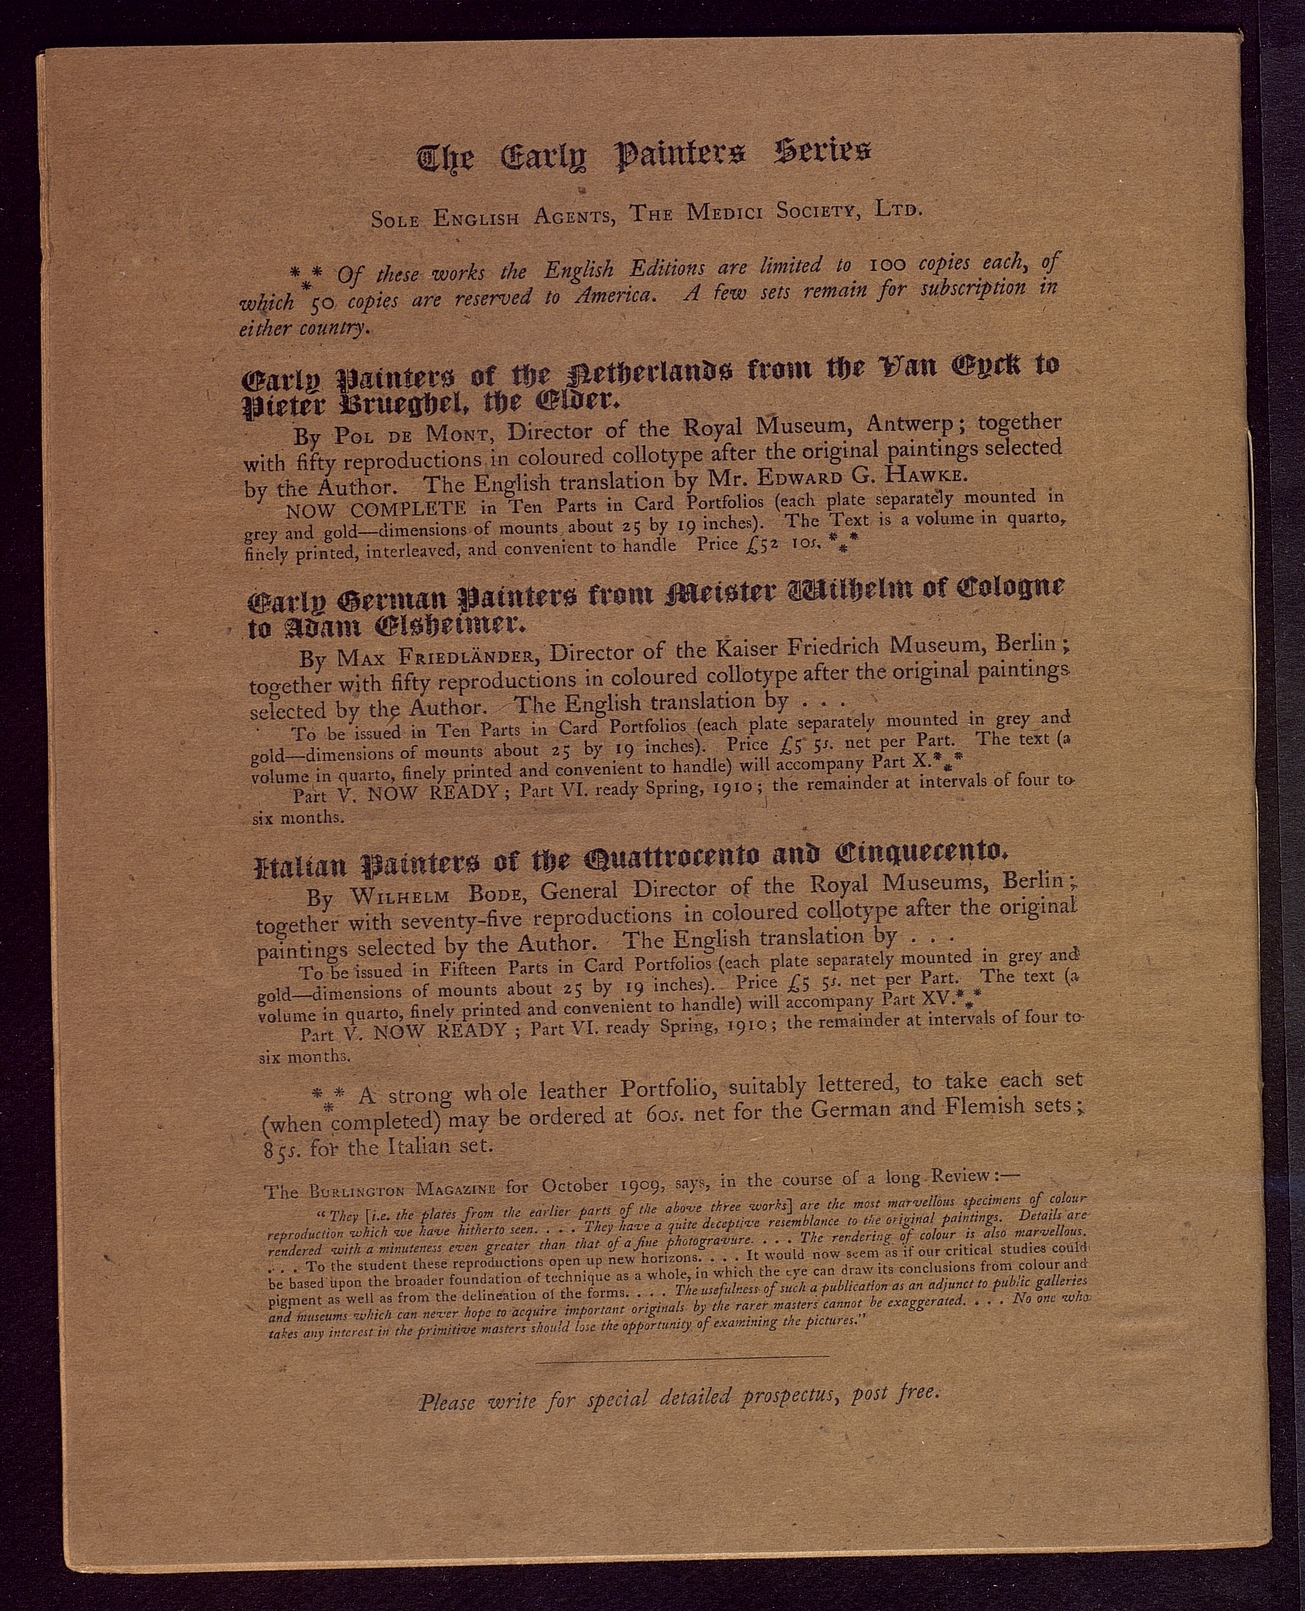 The Early Painters Series
Sole English Agents, The Medici Society, Ltd.
*** Of these works the English Editions are limited to 100 copies each, of
which 50 copies are reserved to America. A few sets remain for subscription in
either country.
Early Painters of the Netherlands from the Van Eyck to
Pieter Brueghel, the Elder.
By Pol de Mont, Director of the Royal Museum, Antwerp; together
with fifty reproductions in coloured collotype after the original paintings selected
by the Author. The English translation by Mr. Edward G. Hawke.
NOW COMPLETE in Ten Parts in Card Portfolios (each plate separately mounted in
grey and gold—dimensions of mounts about 25 by 19 inches). The Text is a volume in quarto,
finely printed, interleaved, and convenient to handle Price £52 10s. ***
Early German Painters from Meister Wilhelm of Cologne
to Adam Elsheimer.
By Max Friedländer, Director of the Kaiser Friedrich Museum, Berlin;
together with fifty reproductions in coloured collotype after the original paintings
selected by the Author. The English translation by . . .
To be issued in Ten Parts in Card Portfolios (each plate separately mounted in grey and
gold—dimensions of mounts about 25 by 19 inches). Price £5 5s. net per Part. The text (a
volume in quarto, finely printed and convenient to handle) will accompany Part X.***
Part V. NOW READY; Part VI. ready Spring, 1910; the remainder at intervals of four to
six months.
Italian Painters of the Quattrocento and Cinquecento.
By Wilhelm Bode, General Director of the Royal Museums, Berlin;
together with seventy-five reproductions in coloured collotype after the original
paintings selected by the Author. The English translation by . . .
To be issued in Fifteen Parts in Card Portfolios (each plate separately mounted in grey and
gold—dimensions of mounts about 25 by 19 inches). Price £5 5s. net per Part. The text (a
volume in quarto, finely printed and convenient to handle) will accompany Part XV.***
Part V. NOW READY; Part VI. ready Spring, 1910; the remainder at intervals of four to
six months.
*** A strong whole leather Portfolio, suitably lettered, to take each set
(when completed) may be ordered at 60s. net for the German and Flemish sets;
85s. for the Italian set.
The Burlington Magazine for October 1909, says, in the course of a long Review:—
"They [i.e. the plates from the earlier parts of the above three works] are the most marvellous specimens of colour
reproduction which we have hitherto seen. . . . They have a quite deceptive resemblance to the original paintings. Details are
rendered with a minuteness even greater than that of a fine photogravure. . . . The rendering of colour is also marvellous.
. . . To the student these reproductions open up new horizons. . . . It would now seem as if our critical studies could
be based upon the broader foundation of technique as a whole, in which the eye can draw its conclusions from colour and
pigment as well as from the delineation of the forms. . . . The usefulness of such a publication as an adjunct to public galleries
and museums which can never hope to acquire important originals by the rarer masters cannot be exaggerated. . . . No one who
takes any interest in the primitive masters should lose the opportunity of examining the pictures."
Please write for special detailed prospectus, post free.